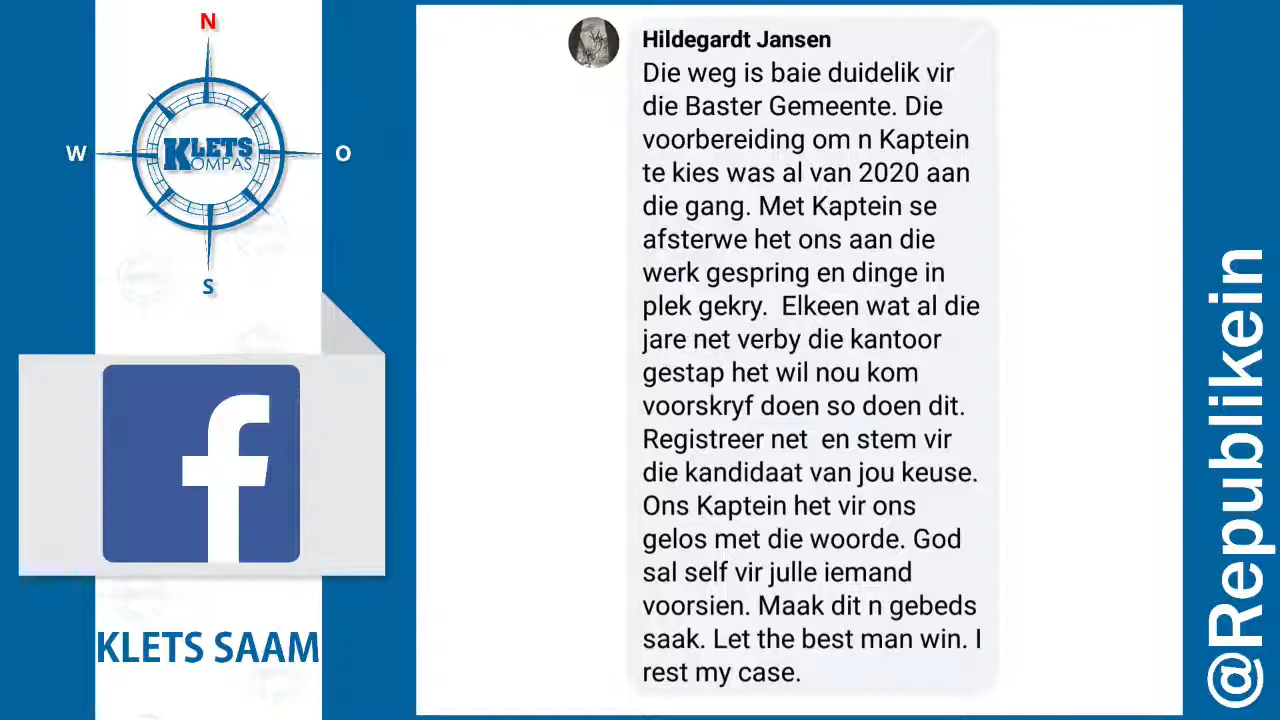 N
W
KLETS
KOMPAS
O
S
f
KLETS SAAM
Hildegardt Jansen
Die weg is baie duidelik vir
die Baster Gemeente. Die
voorbereiding om n Kaptein
te kies was al van 2020 aan
die gang. Met Kaptein se
afsterwe het ons aan die
werk gespring en dinge in
plek gekry.  Elkeen wat al die
jare net verby die kantoor
gestap het wil nou kom
voorskryf doen so doen dit.
Registreer net  en stem vir
die kandidaat van jou keuse.
Ons Kaptein het vir ons
gelos met die woorde. God
sal self vir julle iemand
voorsien. Maak dit n gebeds
saak. Let the best man win. I
rest my case.
@Republikein